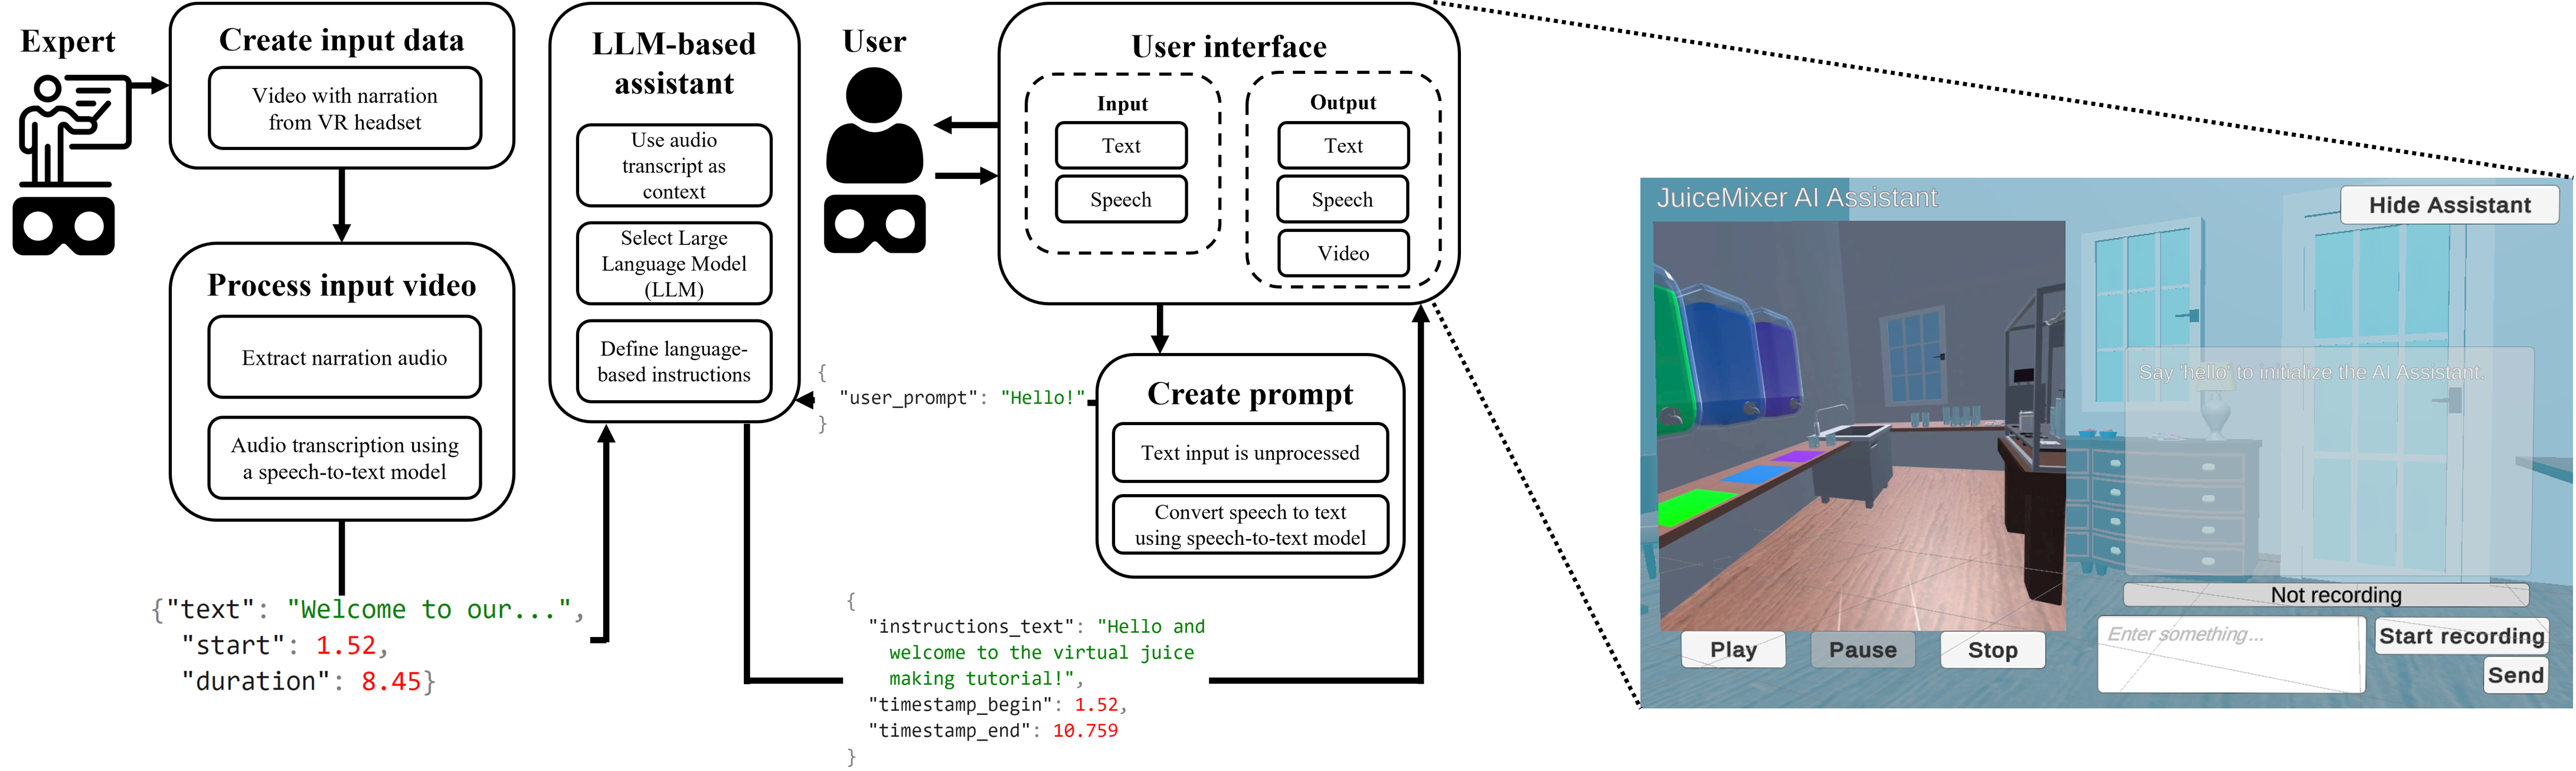 Expert
Create input data
Video with narration
from VR headset
Process input video
Extract narration audio
Audio transcription using
a speech-to-text model
{"text": "Welcome to our...",
"start": 1.52,
"duration": 8.45}
LLM-based
assistant
Use audio
transcript as
context
Select Large
Language Model
(LLM)
Define language-
based instructions
User
User interface
Input
Text
Speech
Output
Text
Speech
Video
{
"user_prompt": "Hello!"
}
Create prompt
Text input is unprocessed
Convert speech to text
using speech-to-text model
{
"instructions_text": "Hello and
welcome to the virtual juice
making tutorial!",
"timestamp_begin": 1.52,
"timestamp_end": 10.759
}
JuiceMixer AI Assistant
Hide Assistant
Say 'hello' to initialize the AI Assistant.
Not recording
Play
Pause
Stop
Enter something...
Start recording
Send